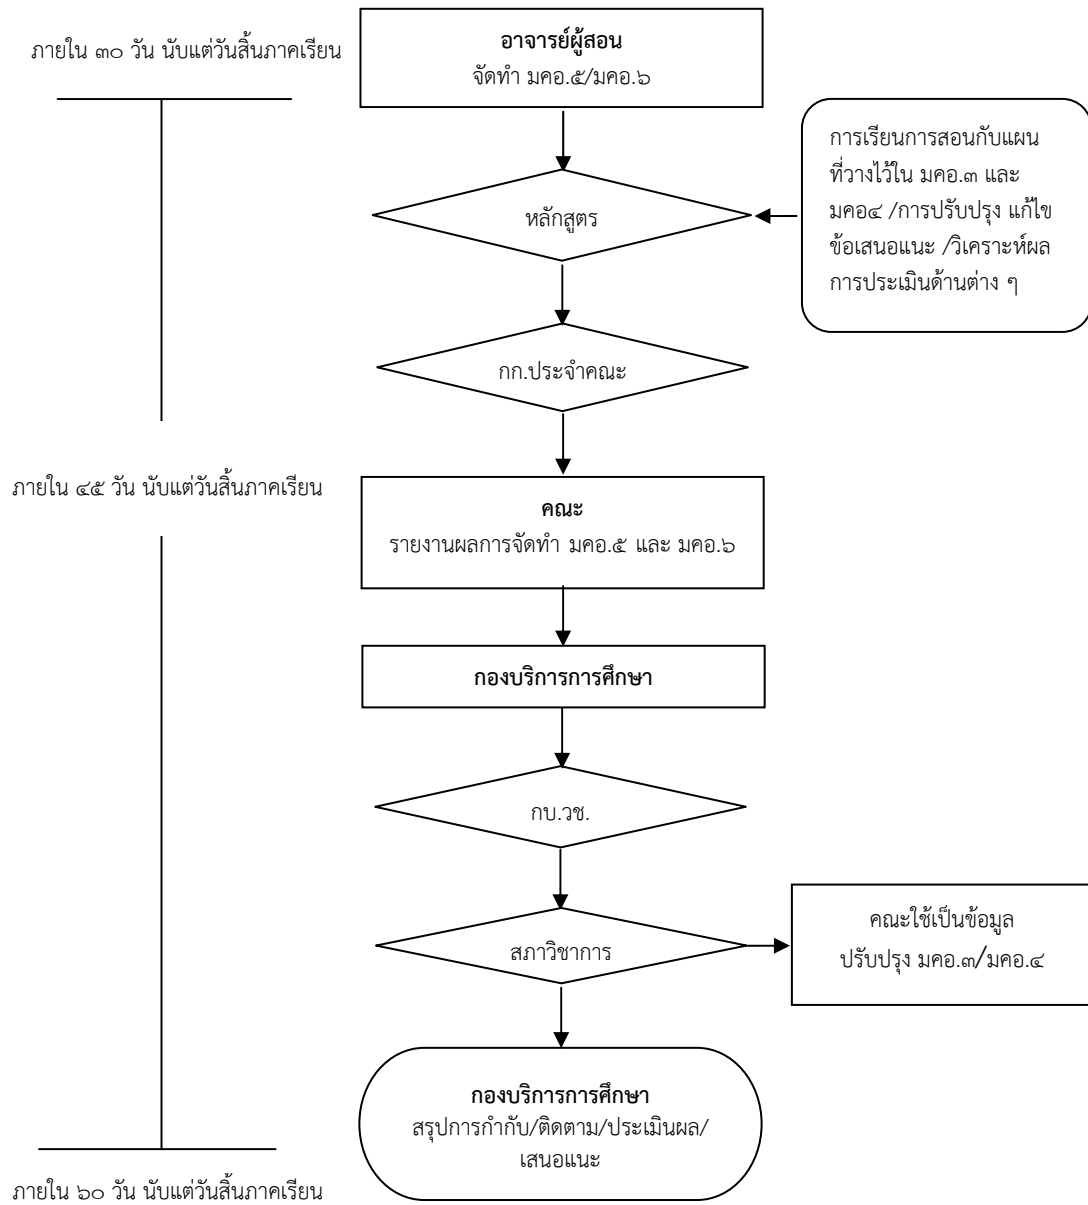 ภายใน ๓๐ วัน นับแต่วันสิ้นภาคเรียน
อาจารย์ผู้สอน
จัดทำ มคอ.๕/มคอ.๖
การเรียนการสอนกับแผน
ที่วางไว้ใน มคอ.๓ และ
มคอ๔ /การปรับปรุง แก้ไข
ข้อเสนอแนะ /วิเคราะห์ผล
การประเมินด้านต่าง ๆ
หลักสูตร
กก.ประจำคณะ
ภายใน ๔๕ วัน นับแต่วันสิ้นภาคเรียน
คณะ
รายงานผลการจัดทำ มคอ.๕ และ มคอ.๖
กองบริการการศึกษา
กบ.วช.
สภาวิชาการ
คณะใช้เป็นข้อมูล
ปรับปรุง มคอ.๓/มคอ.๔
กองบริการการศึกษา
สรุปการกำกับ/ติดตาม/ประเมินผล/
เสนอแนะ
ภายใน ๖๐ วัน นับแต่วันสิ้นภาคเรียน